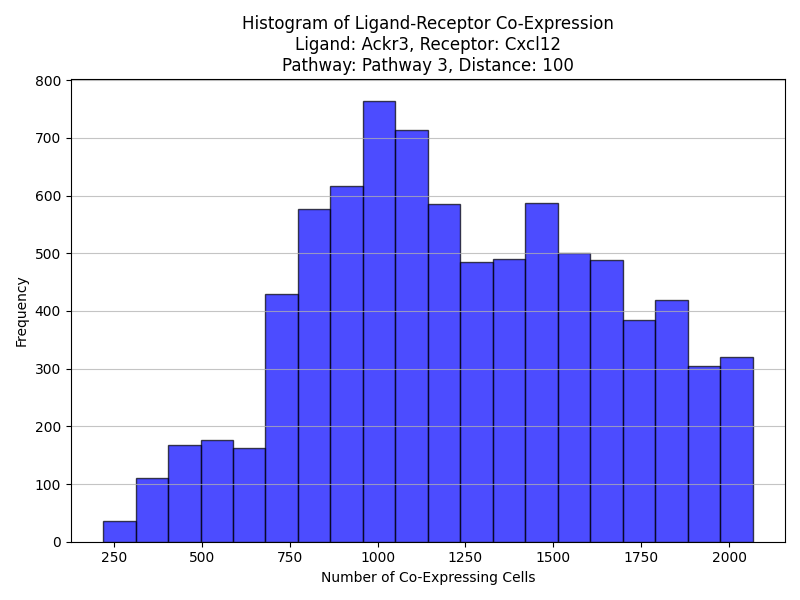 Histogram of Ligand-Receptor Co-Expression
Ligand: Ackr3, Receptor: Cxcl12
Pathway: Pathway 3, Distance: 100
800
700
600
500
400
300
200
100
0
Frequency
250 500 750 1000 1250 1500 1750 2000
Number of Co-Expressing Cells